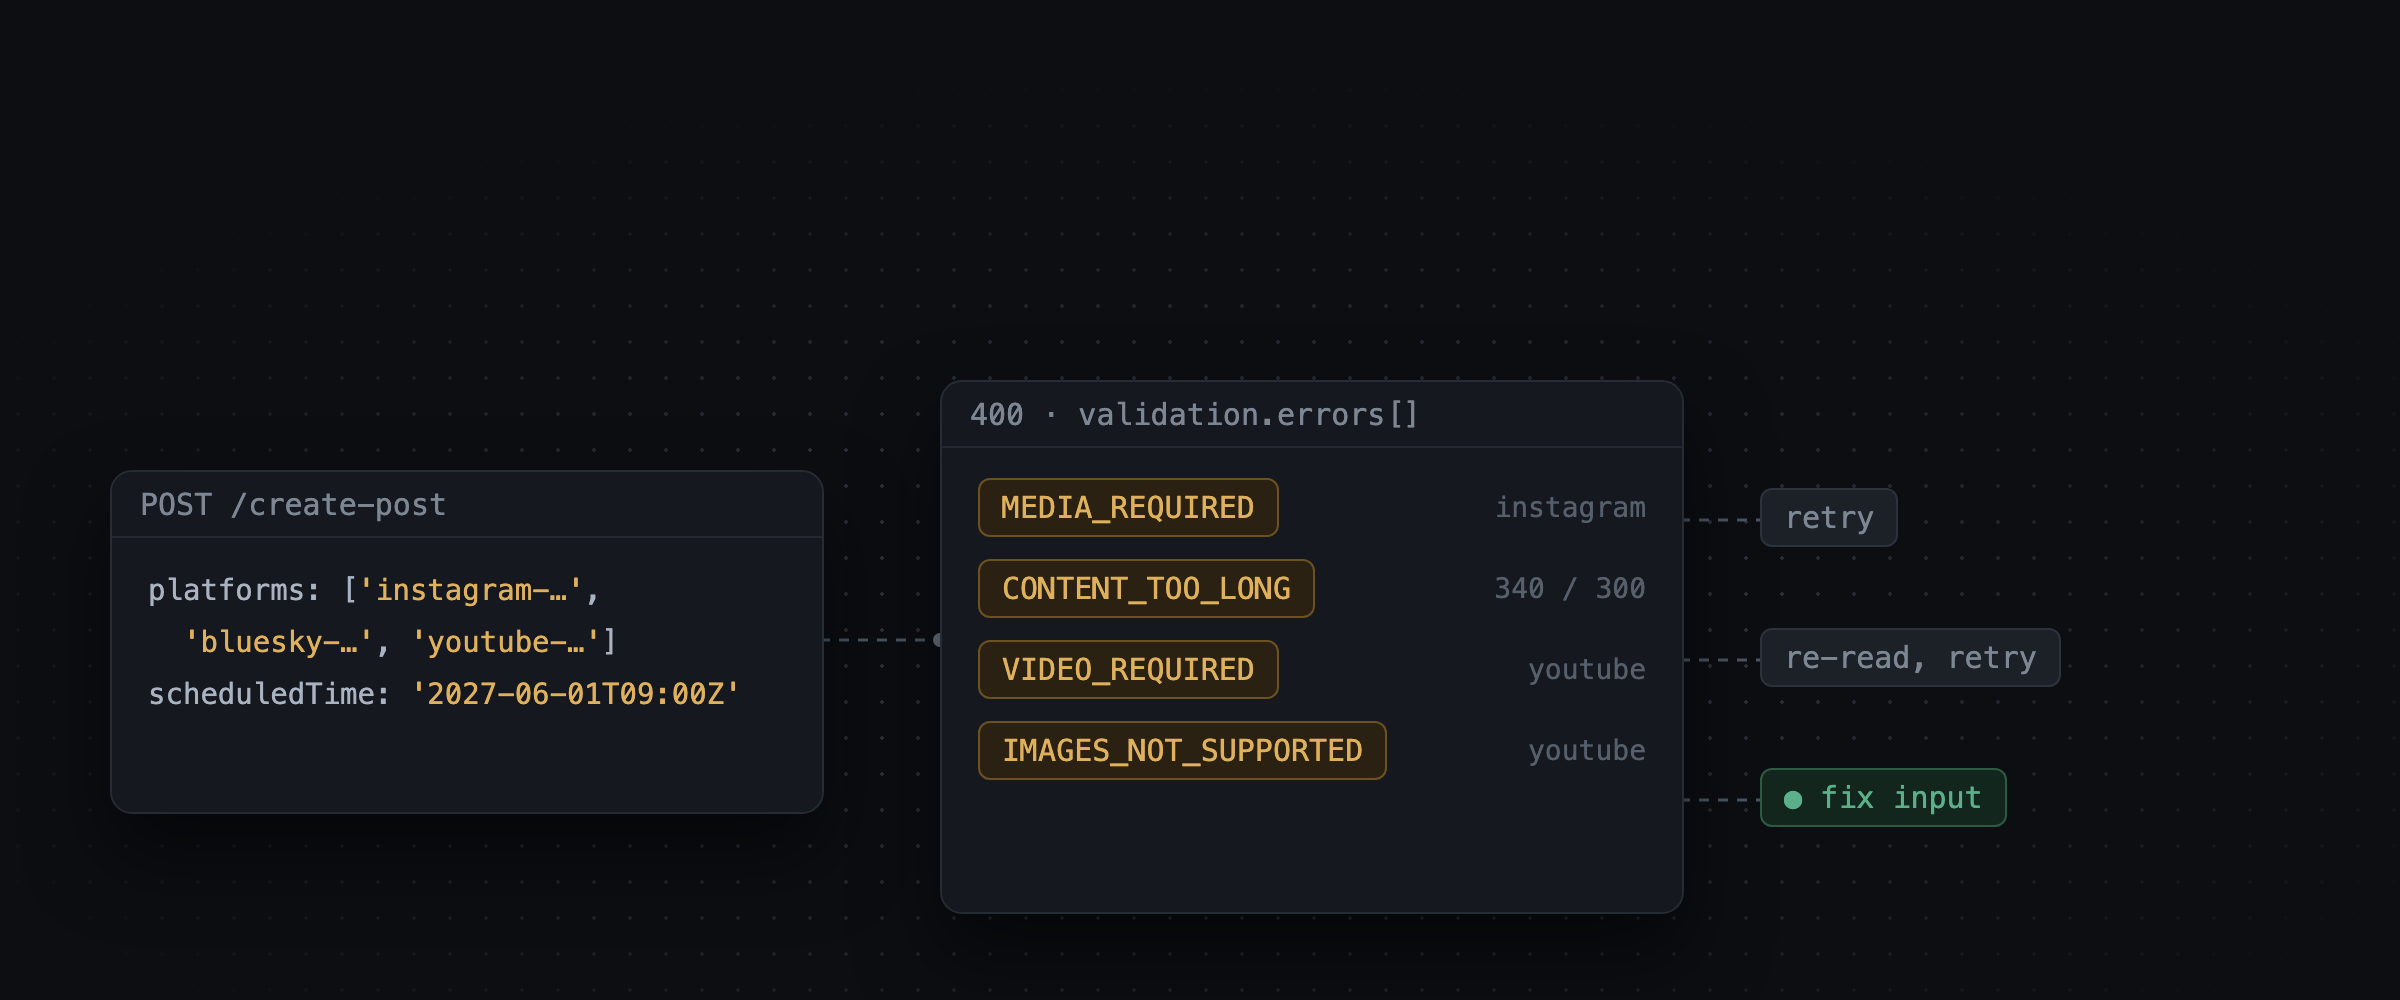 POST /create-post
platforms: ['instagram-…',
'bluesky-…', 'youtube-…']
scheduledTime: '2027-06-01T09:00Z'
400 · validation.errors[]
MEDIA_REQUIRED instagram
CONTENT_TOO_LONG 340 / 300
VIDEO_REQUIRED youtube
IMAGES_NOT_SUPPORTED youtube
retry
re-read, retry
fix input